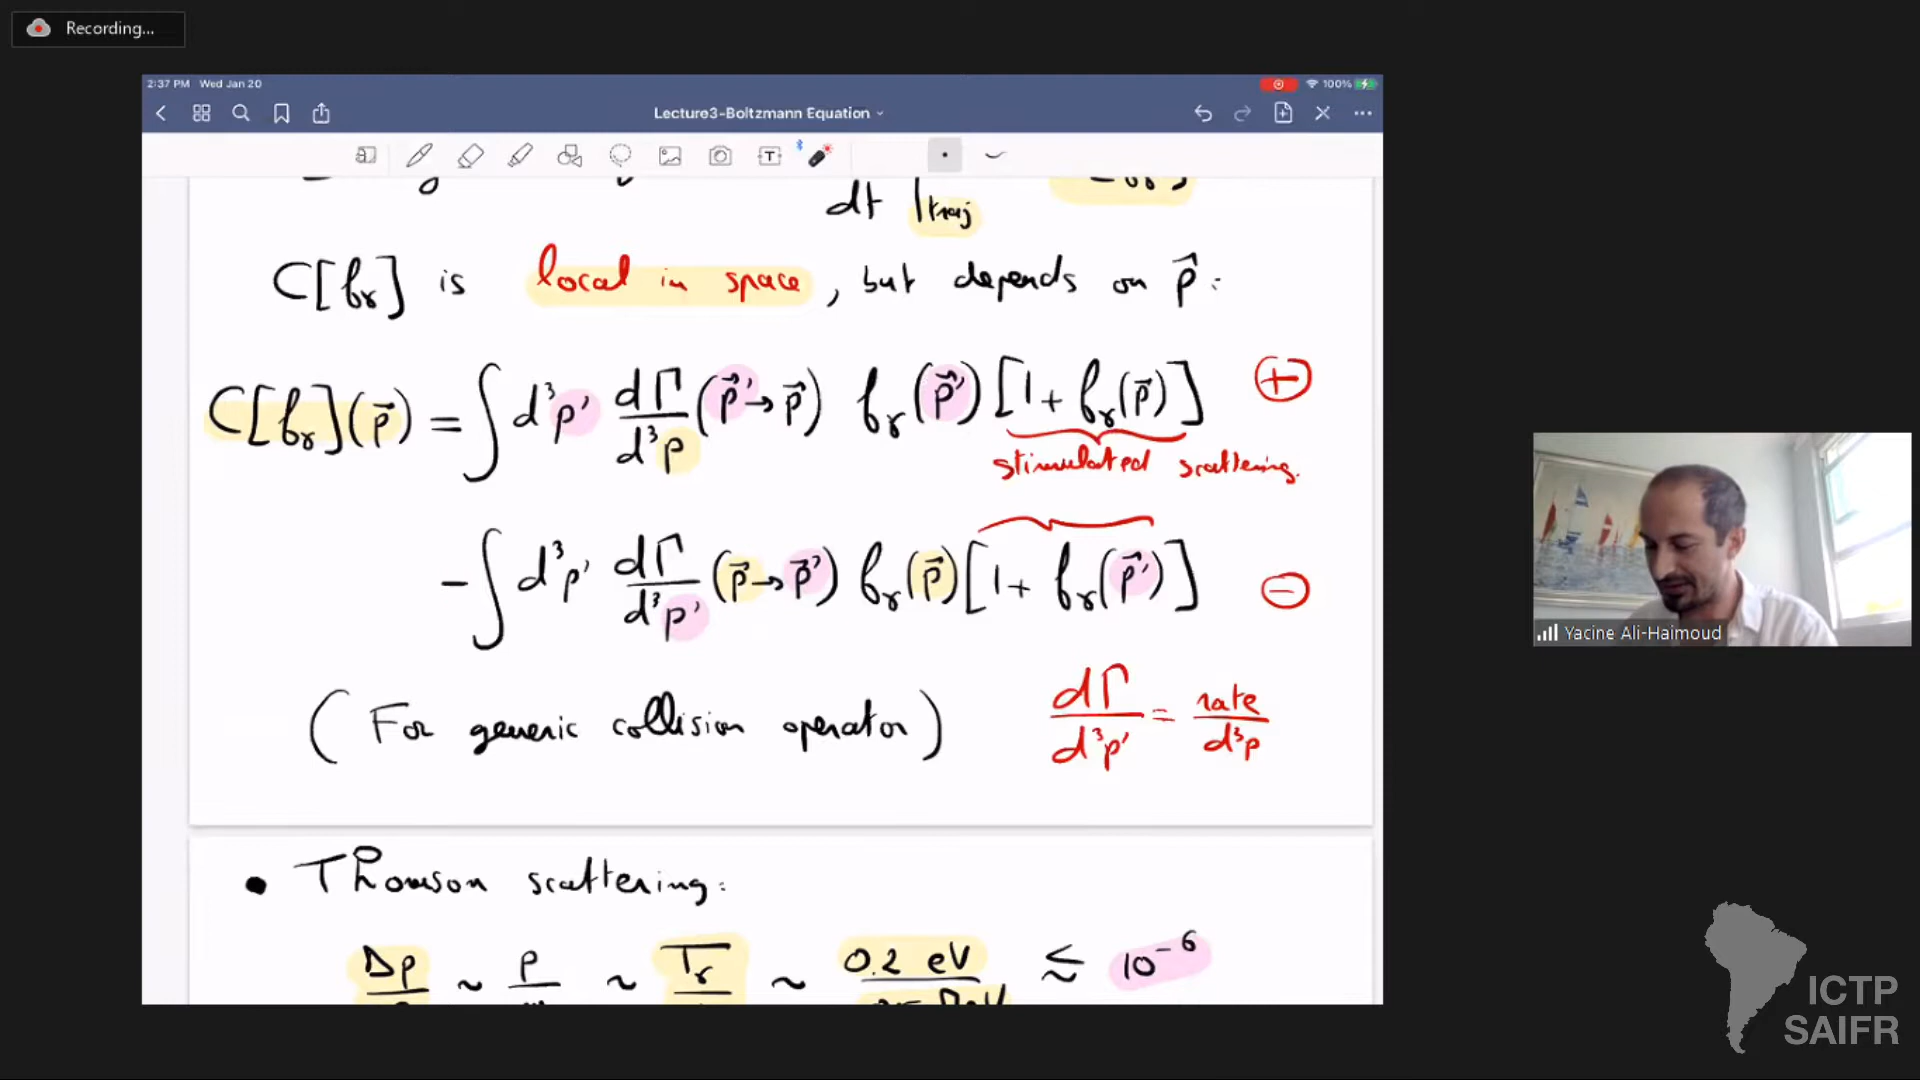 Recording...
2:37 PM Wed Jan 20
100%
Lecture3-Boltzmann Equation
dt |traj
C[fγ] is local in space, but depends on p⃗:
C[fγ](p⃗) = ∫ d³p' dΓ/d³p (p⃗'→p⃗) fγ(p⃗') [1 + fγ(p⃗)] ⊕
stimulated scattering.
- ∫ d³p' dΓ/d³p' (p⃗→p⃗') fγ(p⃗) [1 + fγ(p⃗')] ⊖
(For generic collision operator) dΓ/d³p' = rate/d³p
• Thomson scattering:
Δp ~ p ~ Tγ ~ 0.2 eV ≲ 10⁻⁶
Yacine Ali-Haimoud
ICTP
SAIFR